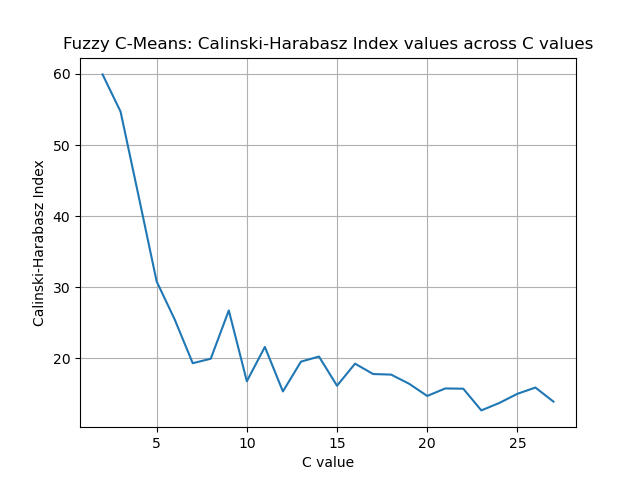 Fuzzy C-Means: Calinski-Harabasz Index values across C values
Calinski-Harabasz Index
60
50
40
30
20
5 10 15 20 25
C value